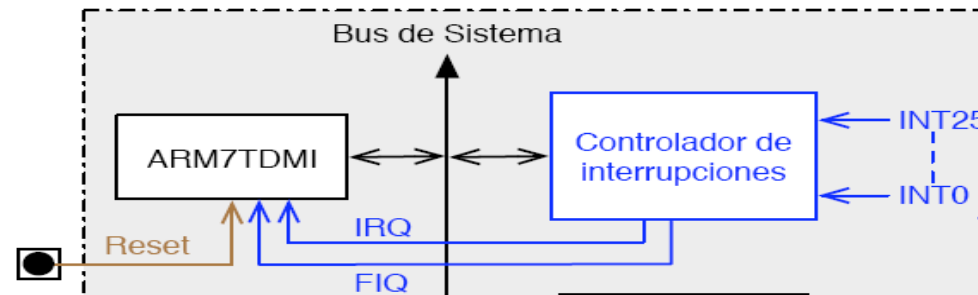 Bus de Sistema
ARM7TDMI
Controlador de
interrupciones
INT25
INT0
IRQ
Reset
FIQ